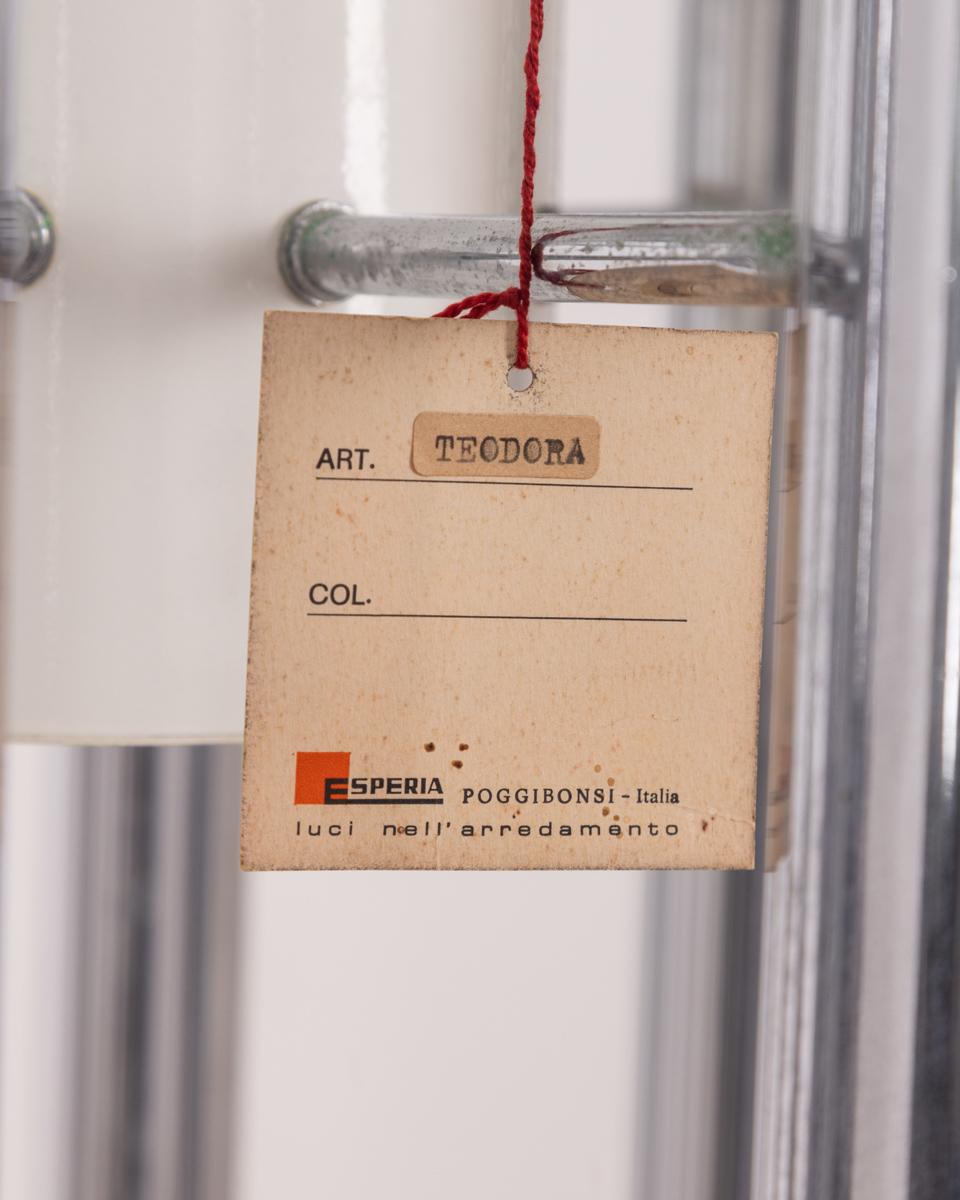 ART. TEODORA
COL.
ESPERIA POGGIBONSI - Italia
luci nell'arredamento